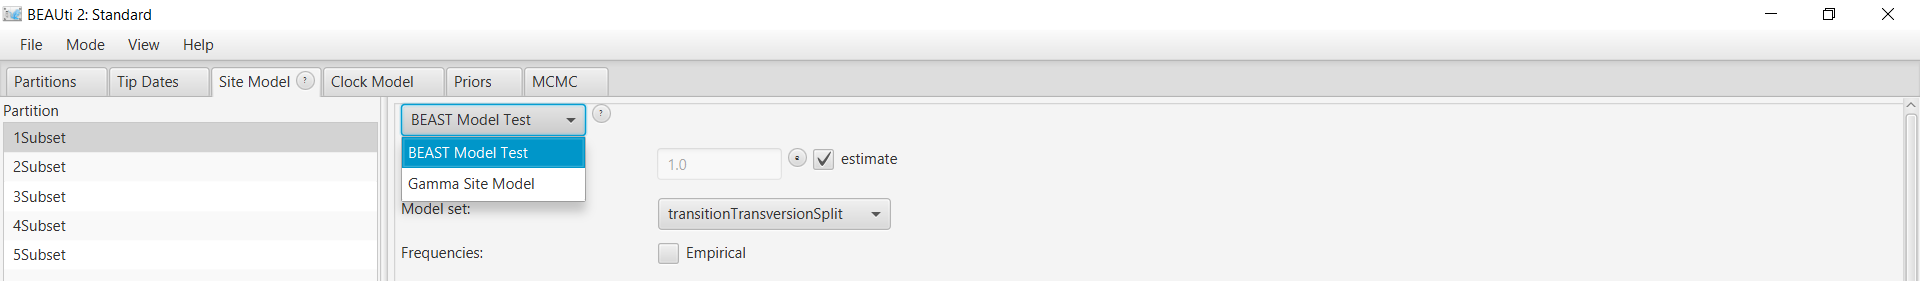 BEAUti 2: Standard
File Mode View Help
Partitions Tip Dates Site Model ? Clock Model Priors MCMC
Partition
1Subset
2Subset
3Subset
4Subset
5Subset
BEAST Model Test ?
BEAST Model Test
Gamma Site Model
1.0 estimate
Model set: transitionTransversionSplit
Frequencies: Empirical